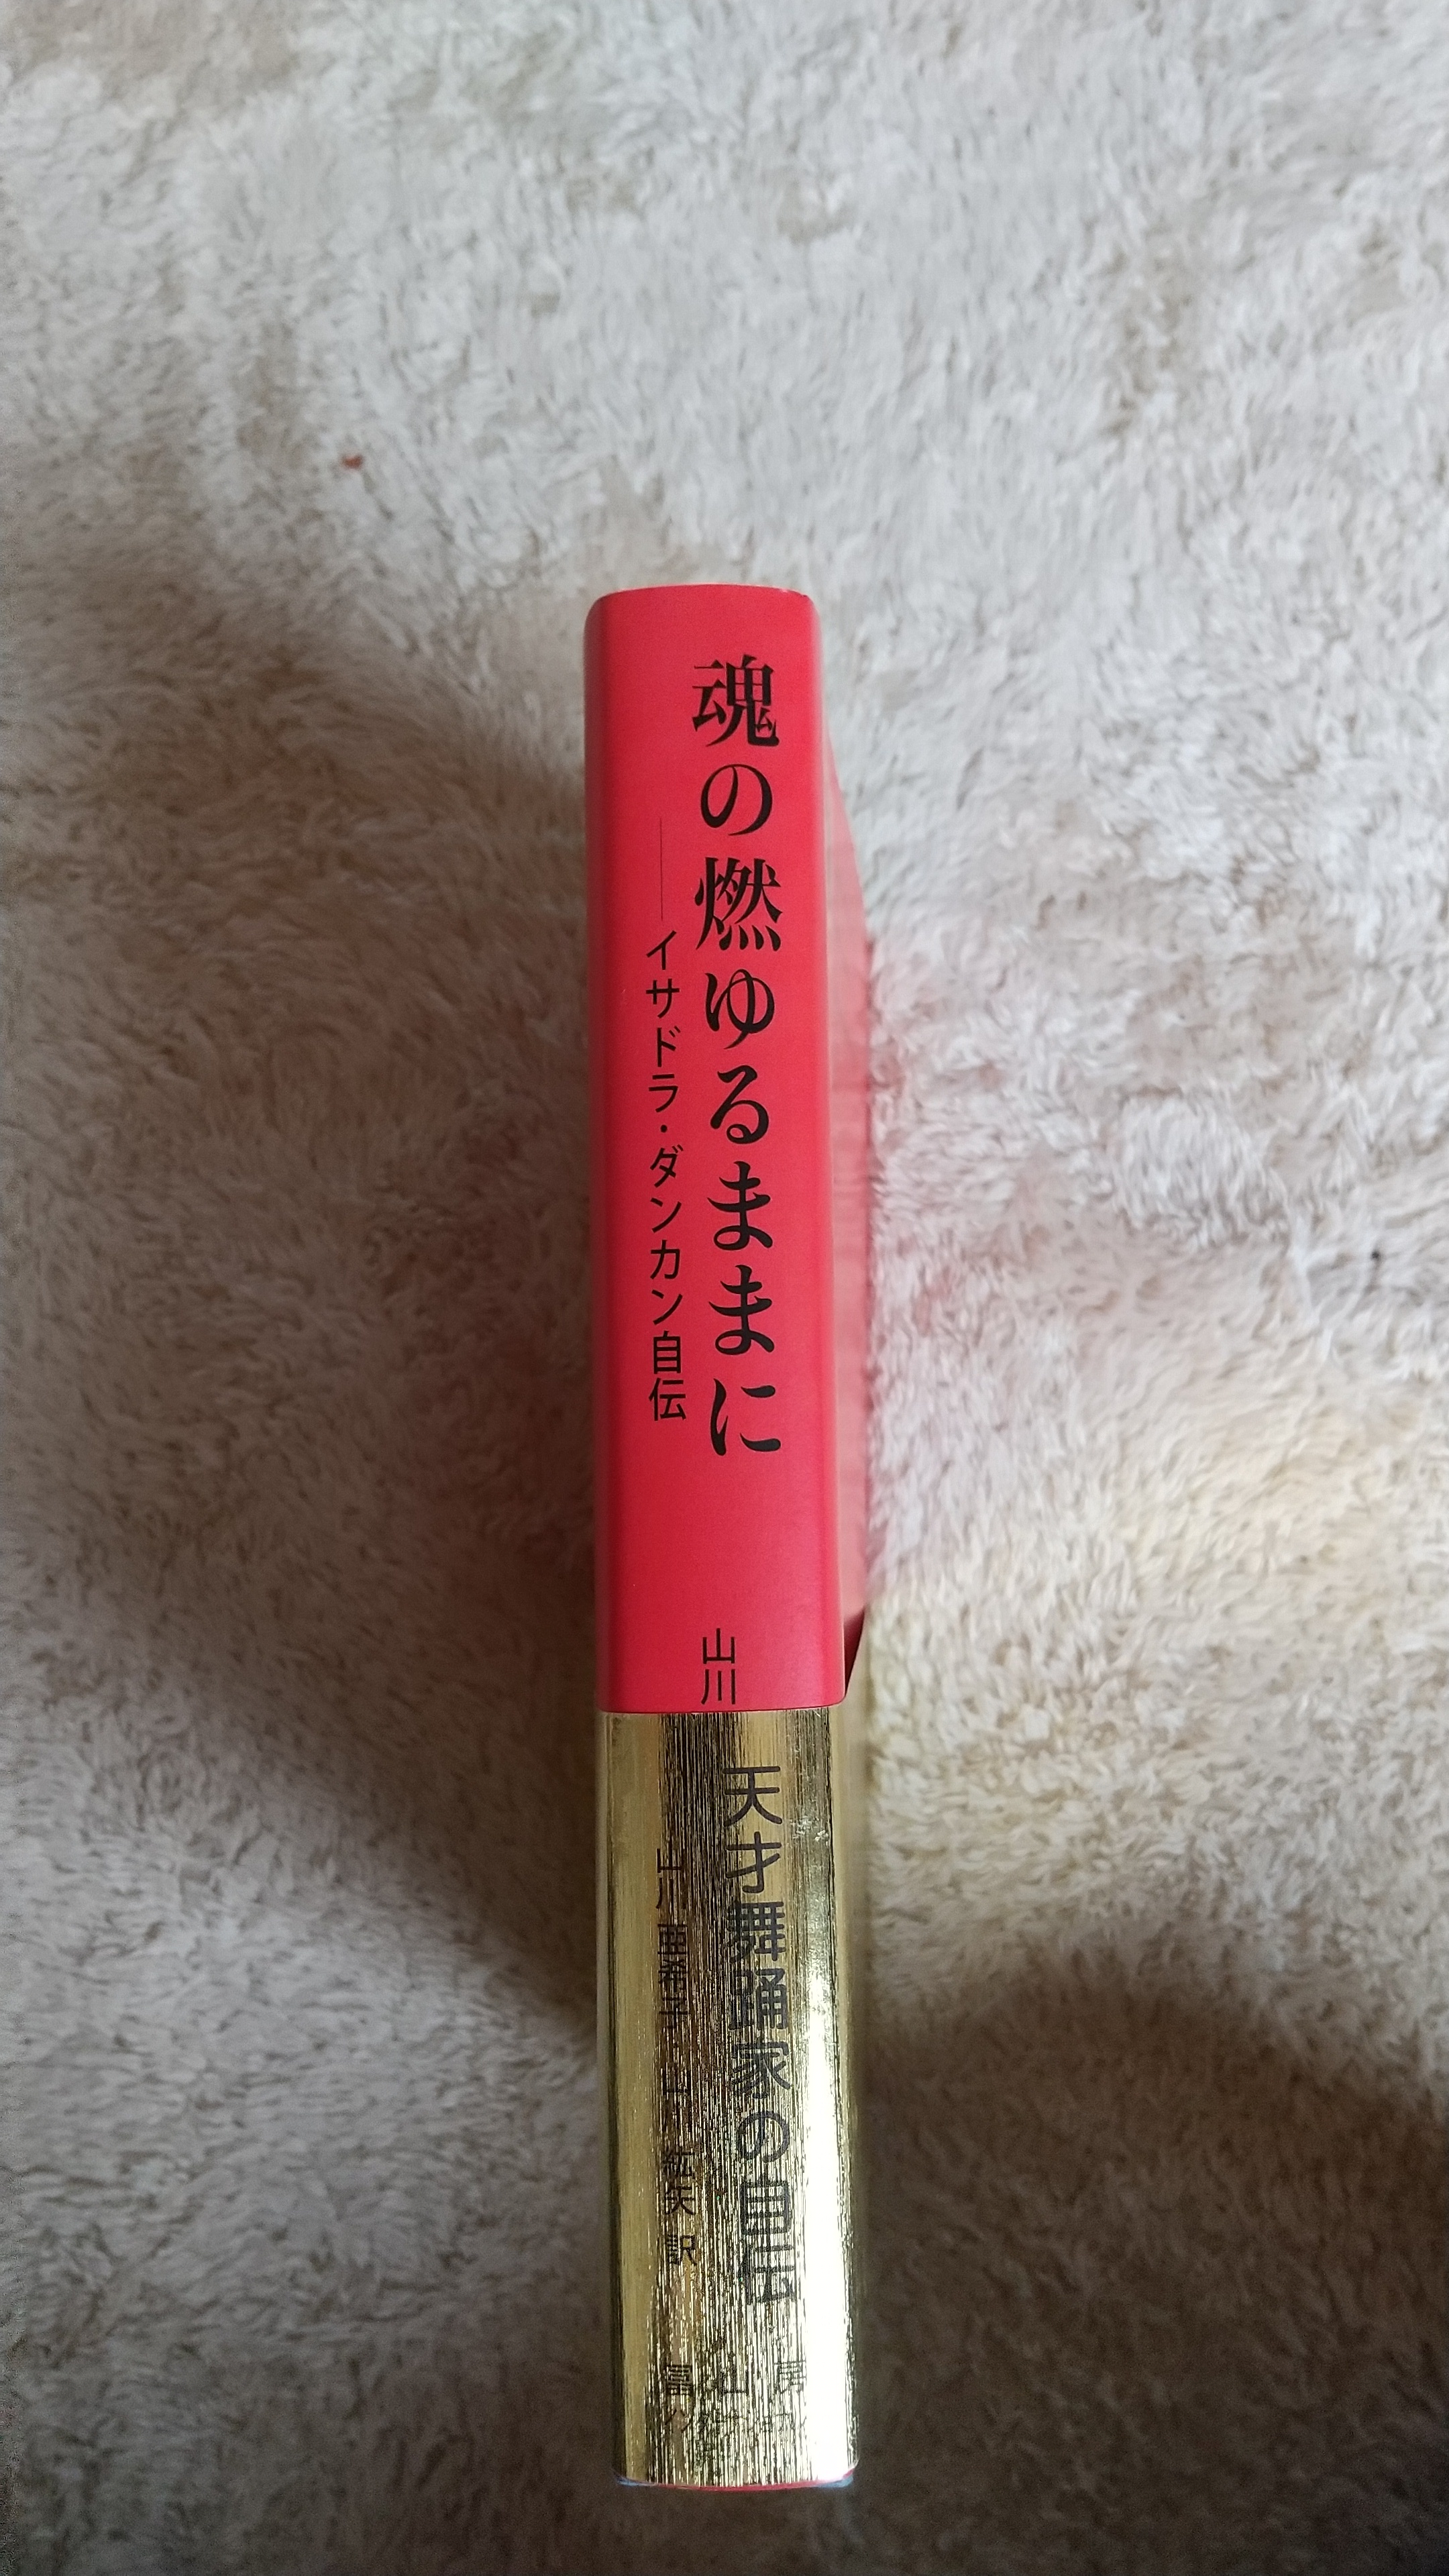 魂の燃ゆるままに
――イサドラ・ダンカン自伝
山川
天才舞踊家の自伝
山川亜希子・山川紘矢訳
冨山房